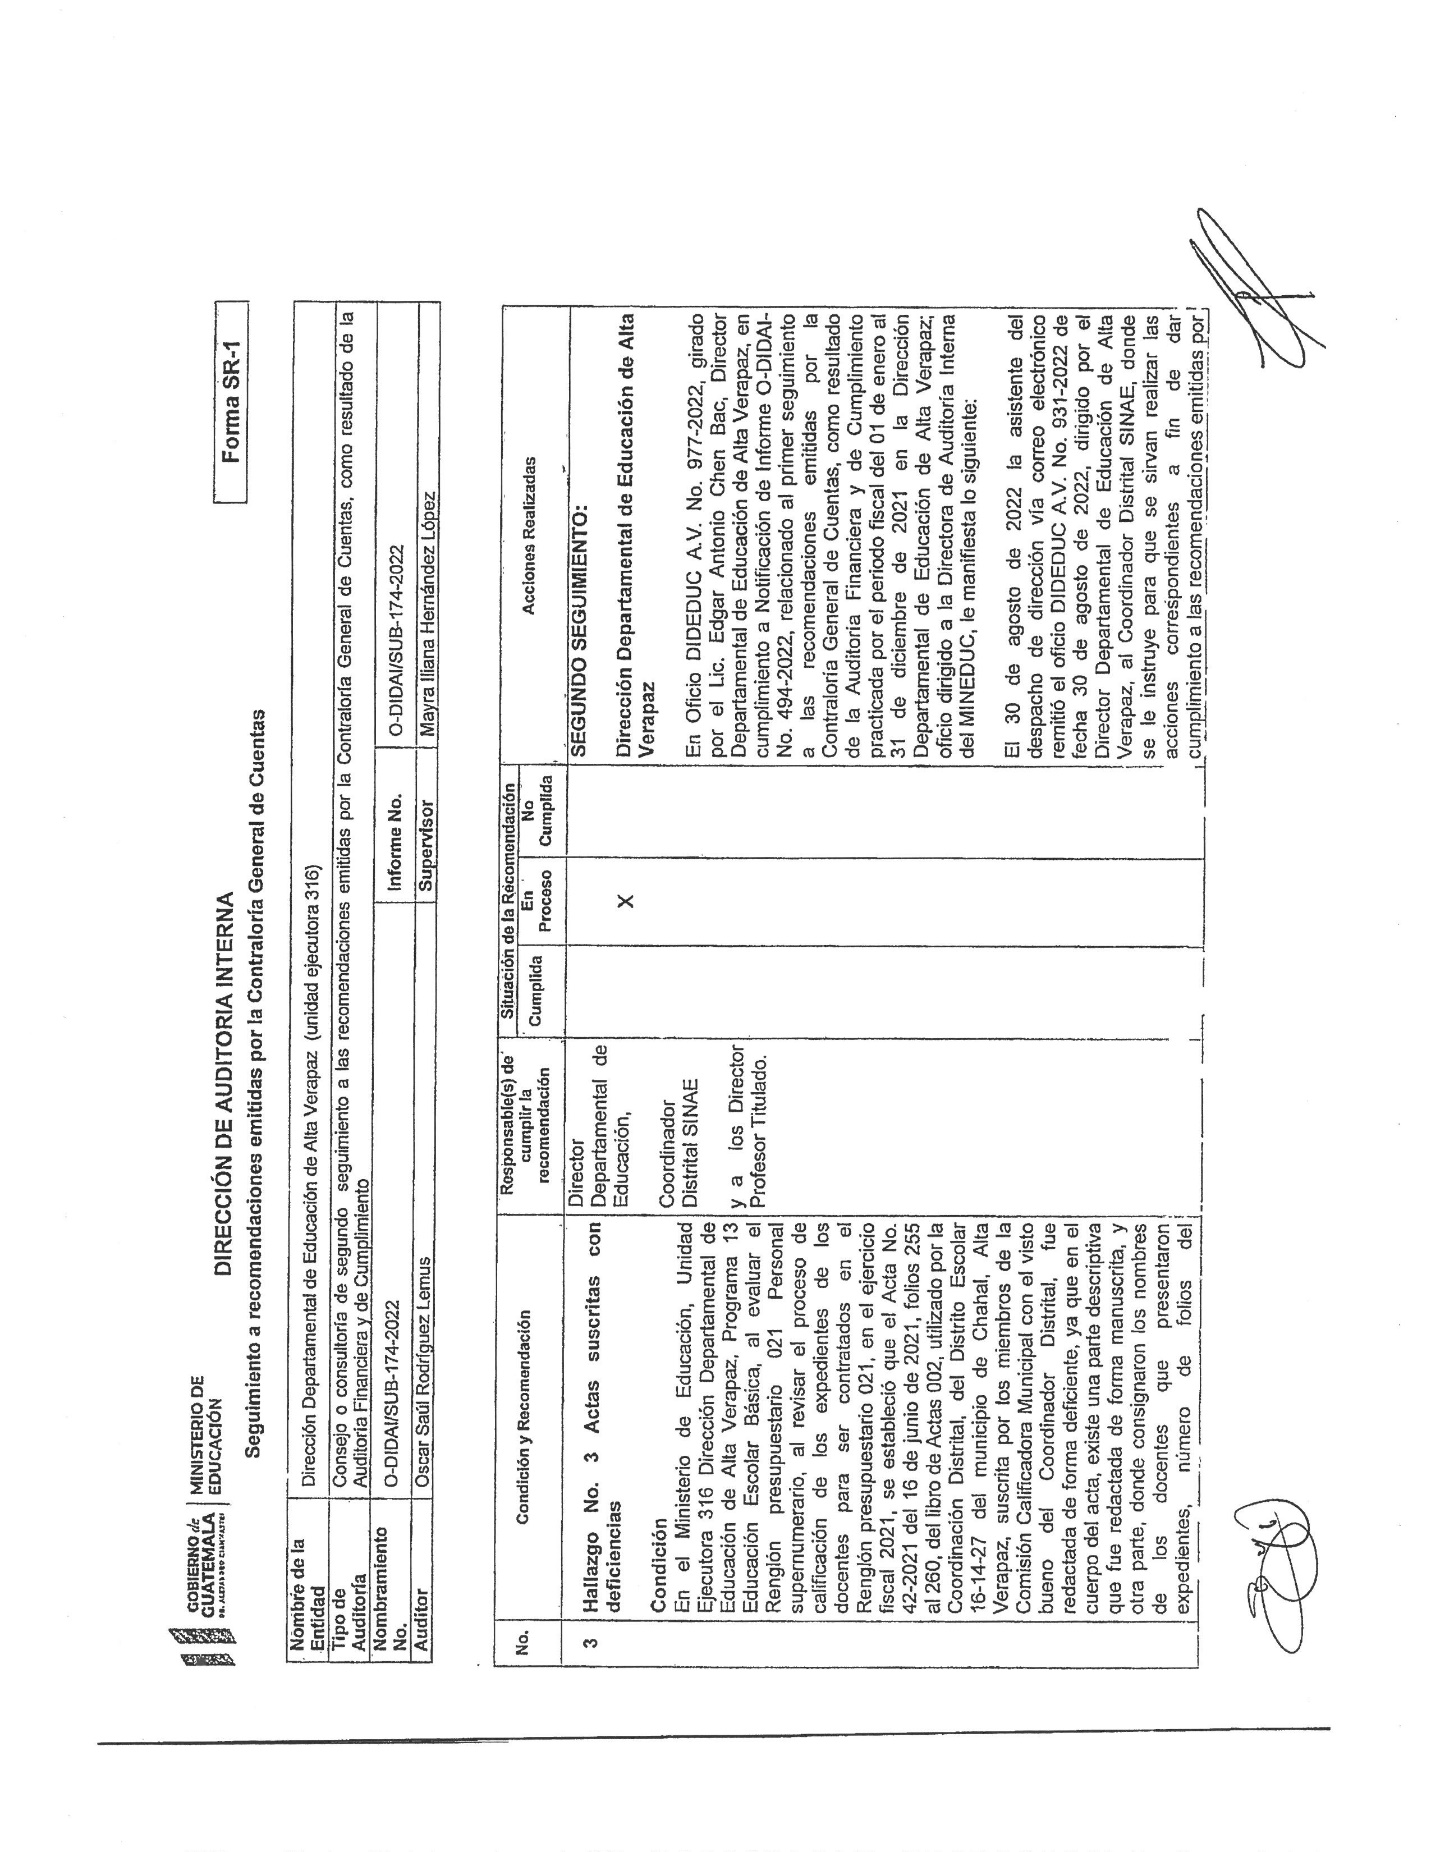 GOBIERNO de
GUATEMALA
DR. ALEJANDRO GIAMMATTEI
MINISTERIO DE
EDUCACIÓN
DIRECCIÓN DE AUDITORIA INTERNA
Seguimiento a recomendaciones emitidas por la Contraloría General de Cuentas
Forma SR-1
Nombre de la
Entidad
Dirección Departamental de Educación de Alta Verapaz (unidad ejecutora 316)
Tipo de
Auditoría
Consejo o consultoría de segundo seguimiento a las recomendaciones emitidas por la Contraloría General de Cuentas, como resultado de la
Auditoría Financiera y de Cumplimiento
Nombramiento
No.
O-DIDAI/SUB-174-2022
Informe No.
O-DIDAI/SUB-174-2022
Auditor
Oscar Saúl Rodríguez Lemus
Supervisor
Mayra Iliana Hernández López
No.
Condición y Recomendación
Responsable(s) de
cumplir la
recomendación
Situación de la Recomendación
Cumplida
En
Proceso
No
Cumplida
Acciones Realizadas
3
Hallazgo No. 3 Actas suscritas con
deficiencias
Condición
En el Ministerio de Educación, Unidad
Ejecutora 316 Dirección Departamental de
Educación de Alta Verapaz, Programa 13
Educación Escolar Básica, al evaluar el
Renglón presupuestario 021 Personal
supernumerario, al revisar el proceso de
calificación de los expedientes de los
docentes para ser contratados en el
Renglón presupuestario 021, en el ejercicio
fiscal 2021, se estableció que el Acta No.
42-2021 del 16 de junio de 2021, folios 255
al 260, del libro de Actas 002, utilizado por la
Coordinación Distrital, del Distrito Escolar
16-14-27 del municipio de Chahal, Alta
Verapaz, suscrita por los miembros de la
Comisión Calificadora Municipal con el visto
bueno del Coordinador Distrital, fue
redactada de forma deficiente, ya que en el
cuerpo del acta, existe una parte descriptiva
que fue redactada de forma manuscrita, y
otra parte, donde consignaron los nombres
de los docentes que presentaron
expedientes, número de folios del
Director
Departamental de
Educación,
Coordinador
Distrital SINAE
y a los Director
Profesor Titulado.
X
SEGUNDO SEGUIMIENTO:
Dirección Departamental de Educación de Alta
Verapaz
En Oficio DIDEDUC A.V. No. 977-2022, girado
por el Lic. Edgar Antonio Chen Bac, Director
Departamental de Educación de Alta Verapaz, en
cumplimiento a Notificación de Informe O-DIDAI-
No. 494-2022, relacionado al primer seguimiento
a las recomendaciones emitidas por la
Contraloría General de Cuentas, como resultado
de la Auditoria Financiera y de Cumplimiento
practicada por el periodo fiscal del 01 de enero al
31 de diciembre de 2021 en la Dirección
Departamental de Educación de Alta Verapaz;
oficio dirigido a la Directora de Auditoría Interna
del MINEDUC, le manifiesta lo siguiente:
El 30 de agosto de 2022 la asistente del
despacho de dirección vía correo electrónico
remitió el oficio DIDEDUC A.V. No. 931-2022 de
fecha 30 de agosto de 2022, dirigido por el
Director Departamental de Educación de Alta
Verapaz, al Coordinador Distrital SINAE, donde
se le instruye para que se sirvan realizar las
acciones correspondientes a fin de dar
cumplimiento a las recomendaciones emitidas por